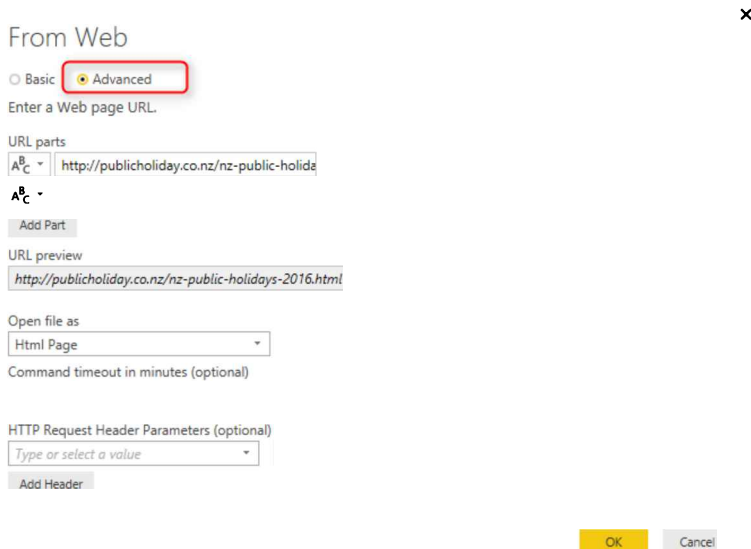 From Web
Basic Advanced
Enter a Web page URL.
URL parts
ABC http://publicholiday.co.nz/nz-public-holida
ABC
Add Part
URL preview
http://publicholiday.co.nz/nz-public-holidays-2016.html
Open file as
Html Page
Command timeout in minutes (optional)
HTTP Request Header Parameters (optional)
Type or select a value
Add Header
OK Cancel